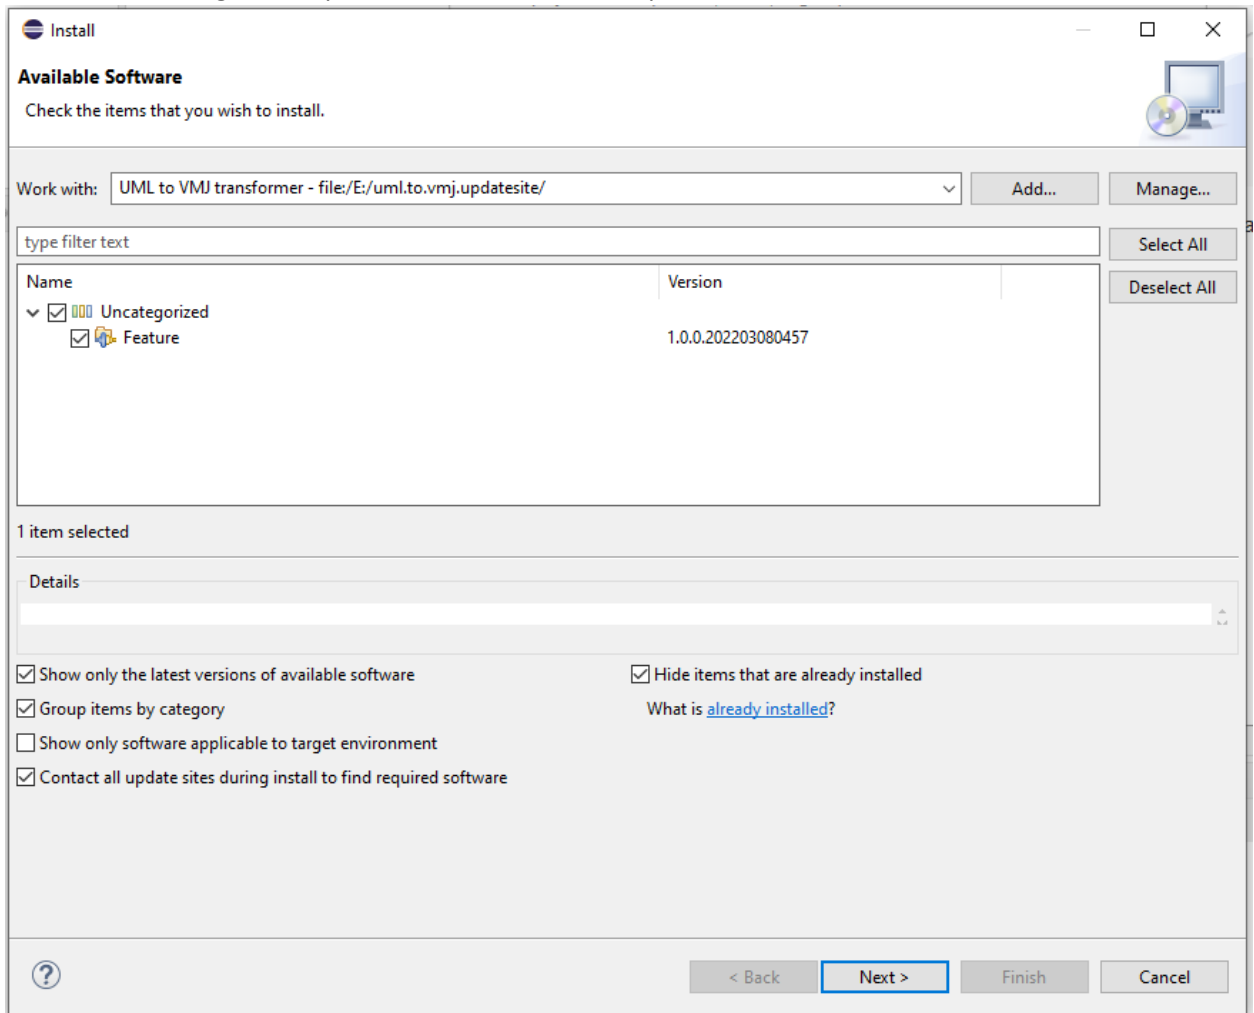 Install
Available Software
Check the items that you wish to install.
Work with: UML to VMJ transformer - file:/E:/uml.to.vmj.updatesite/ Add... Manage...
type filter text Select All
Name Version Deselect All
Uncategorized
Feature 1.0.0.202203080457
1 item selected
Details
Show only the latest versions of available software Hide items that are already installed
Group items by category What is already installed?
Show only software applicable to target environment
Contact all update sites during install to find required software
? < Back Next > Finish Cancel